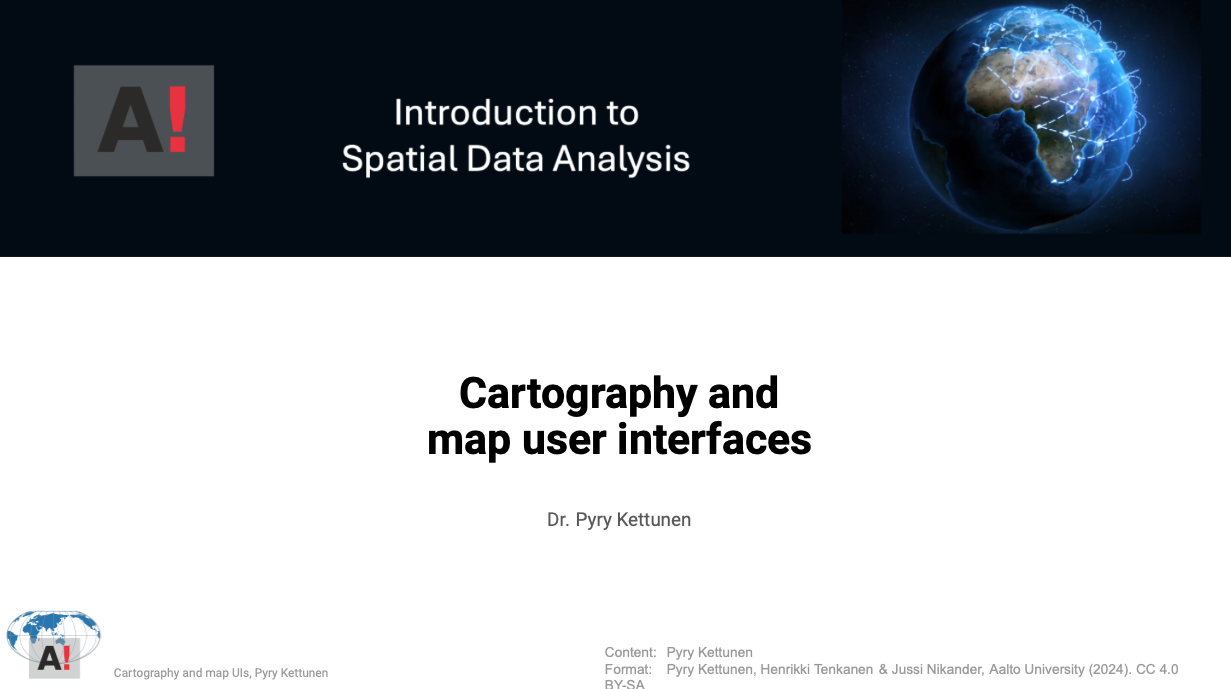 A!
Introduction to
Spatial Data Analysis
Cartography and
map user interfaces
Dr. Pyry Kettunen
A!
Cartography and map UIs, Pyry Kettunen
Content: Pyry Kettunen
Format: Pyry Kettunen, Henrikki Tenkanen & Jussi Nikander, Aalto University (2024). CC 4.0
BY-SA